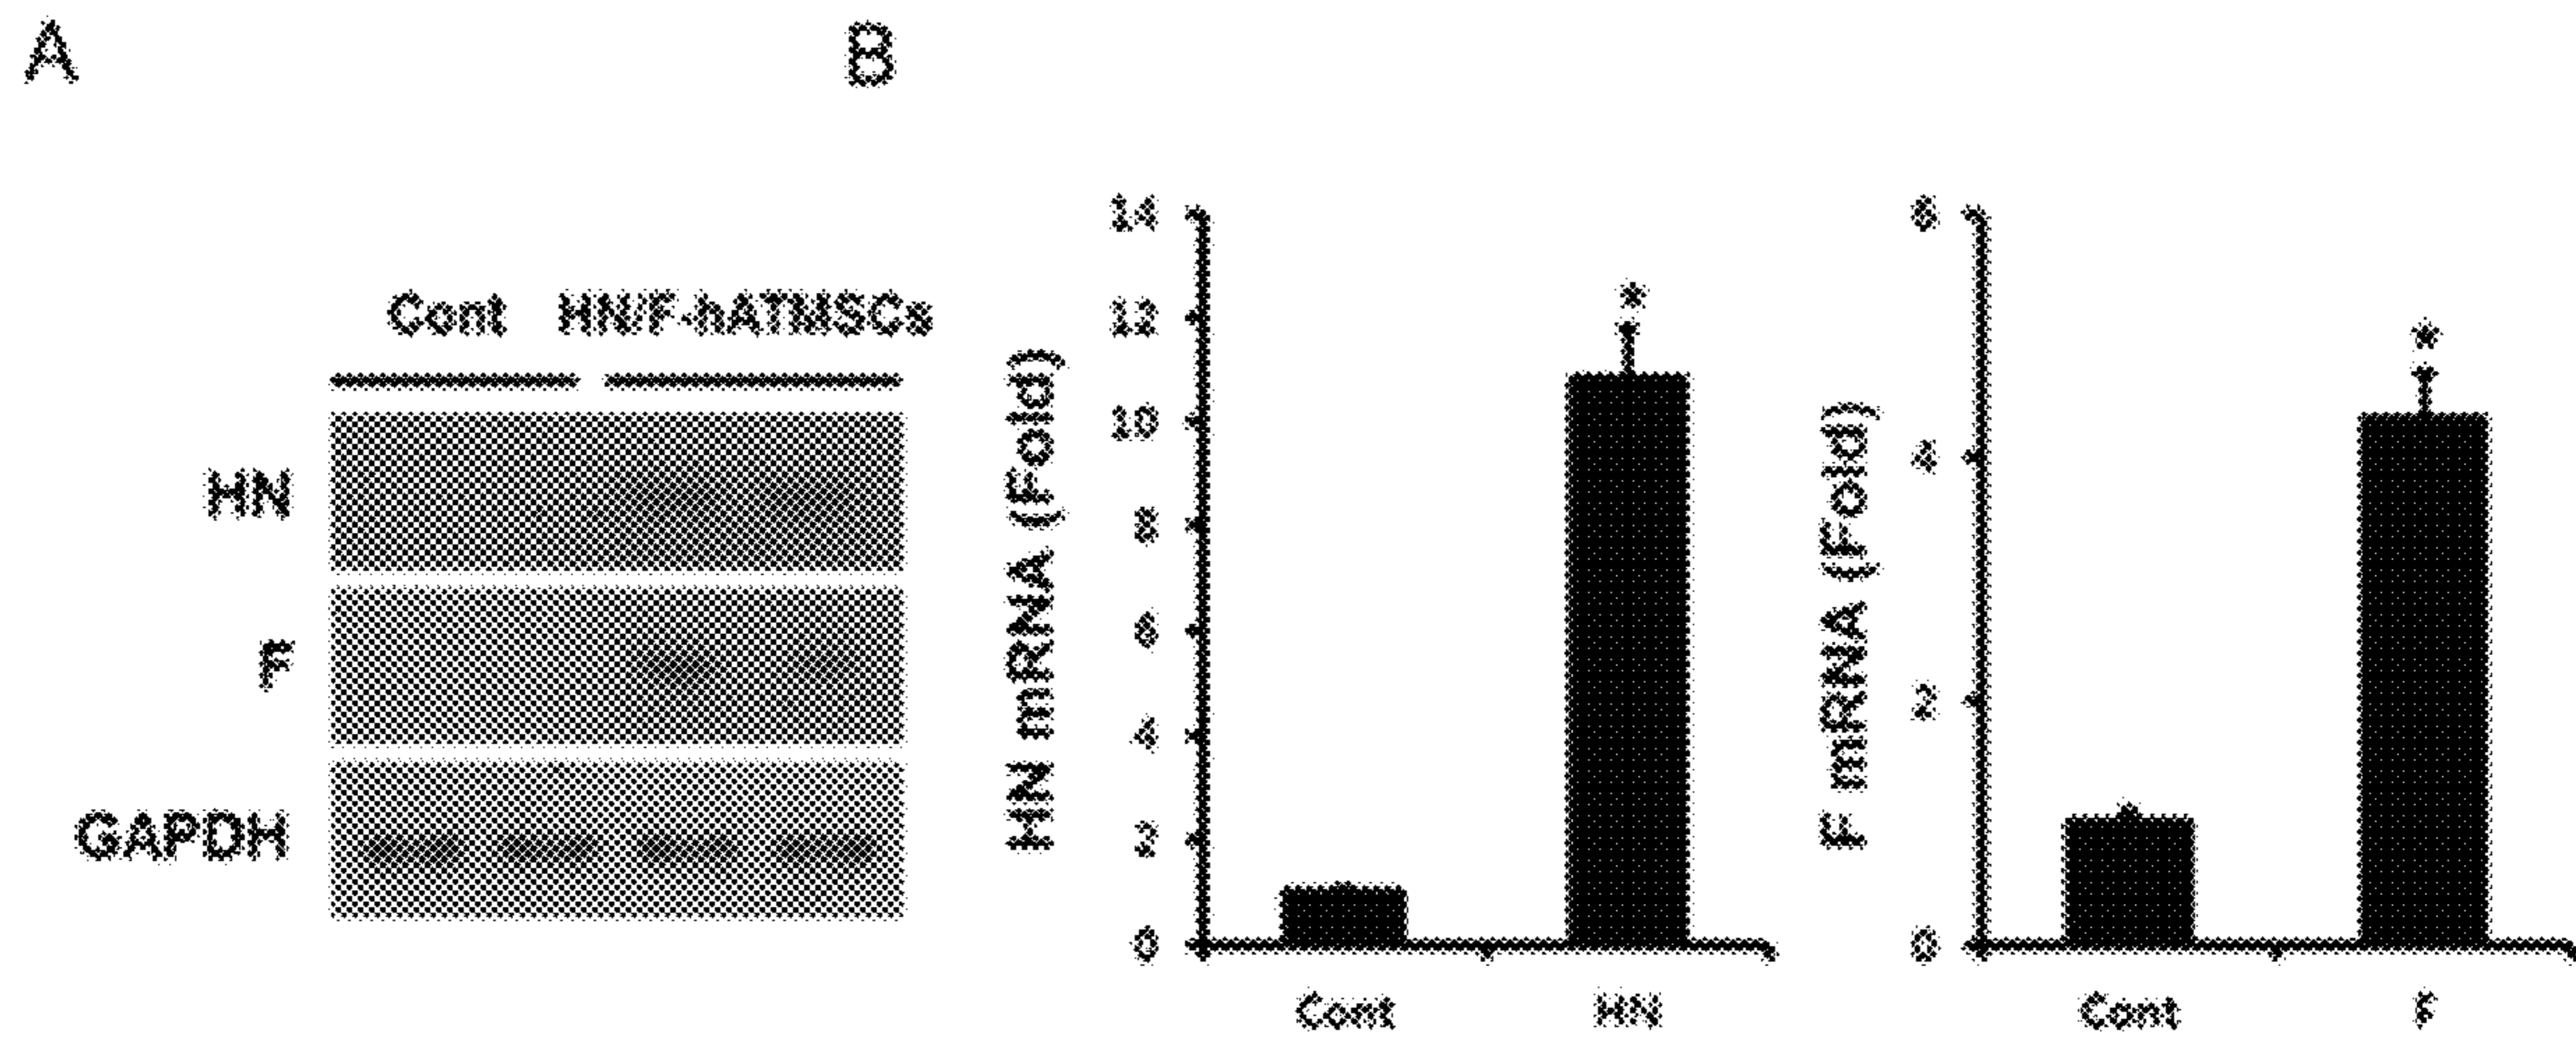 A
B
Cont HN/F-hATMSCs
HN
F
GAPDH
HN mRNA (Fold)
14
12
10
8
6
4
2
0
*
Cont HN
F mRNA (Fold)
6
4
2
0
*
Cont F